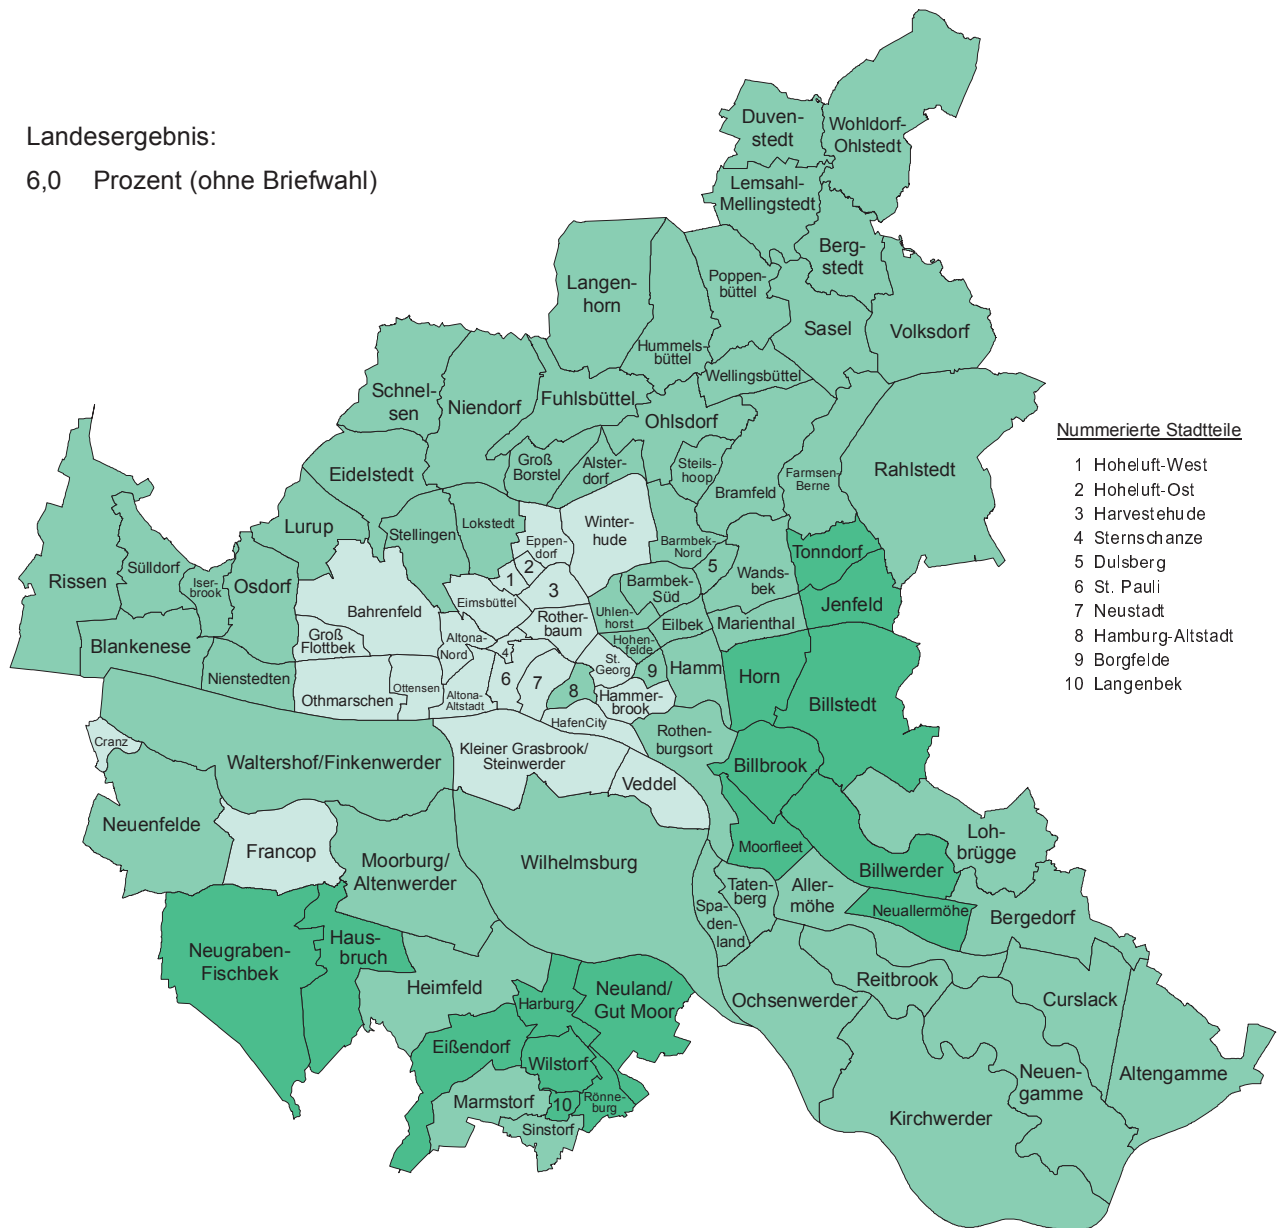 Landesergebnis:
6,0 Prozent (ohne Briefwahl)
Duven-
stedt
Wohldorf-
Ohlstedt
Lemsahl-
Mellingstedt
Berg-
stedt
Langen-
horn
Poppen-
büttel
Hummels-
büttel
Sasel
Volksdorf
Wellingsbüttel
Schnel-
sen
Niendorf
Fuhlsbüttel
Ohlsdorf
Nummerierte Stadtteile
1 Hoheluft-West
2 Hoheluft-Ost
3 Harvestehude
4 Sternschanze
5 Dulsberg
6 St. Pauli
7 Neustadt
8 Hamburg-Altstadt
9 Borgfelde
10 Langenbek
Eidelstedt
Groß
Borstel
Alster-
dorf
Steils-
hoop
Bramfeld
Farmsen-
Berne
Rahlstedt
Lurup
Stellingen
Lokstedt
Eppen-
dorf
Winter-
hude
Barmbek-
Nord
5
Wands-
bek
Tonndorf
Jenfeld
Rissen
Sülldorf
Iser-
brook
Osdorf
Bahrenfeld
Eimsbüttel
1
2
3
Barmbek-
Süd
Uhlen-
horst
Eilbek
Marienthal
Blankenese
Groß
Flottbek
Altona-
Nord
Rother-
baum
4
Hohen-
felde
St.
Georg
9
Hamm
Horn
Billstedt
Nienstedten
Othmarschen
Ottensen
Altona-
Altstadt
6
7
8
Hammer-
brook
HafenCity
Rothen-
burgsort
Cranz
Waltershof/Finkenwerder
Kleiner Grasbrook/
Steinwerder
Veddel
Billbrook
Neuenfelde
Francop
Moorburg/
Altenwerder
Wilhelmsburg
Moorfleet
Loh-
brügge
Billwerder
Taten-
berg
Aller-
möhe
Neuallermöhe
Bergedorf
Spa-
den-
land
Neugraben-
Fischbek
Haus-
bruch
Heimfeld
Harburg
Neuland/
Gut Moor
Ochsenwerder
Reitbrook
Curslack
Eißendorf
Wilstorf
Marmstorf
10
Rönne-
burg
Sinstorf
Kirchwerder
Neuen-
gamme
Altengamme